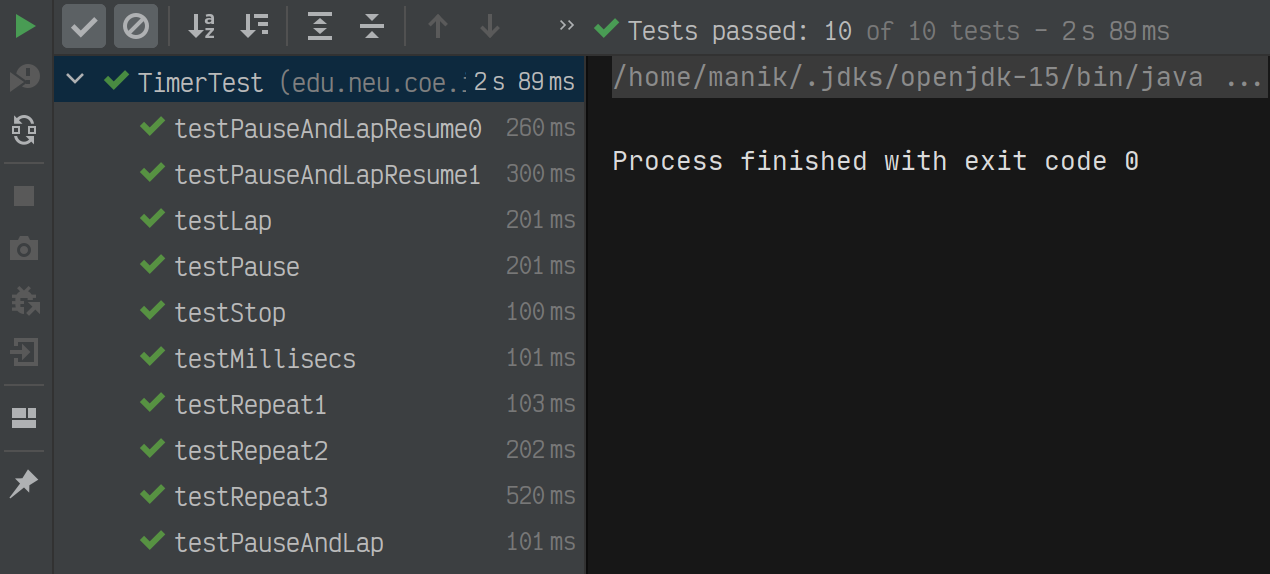 Tests passed: 10 of 10 tests – 2 s 89 ms
TimerTest (edu.neu.coe. 2 s 89 ms
testPauseAndLapResume0 260 ms
testPauseAndLapResume1 300 ms
testLap 201 ms
testPause 201 ms
testStop 100 ms
testMillisecs 101 ms
testRepeat1 103 ms
testRepeat2 202 ms
testRepeat3 520 ms
testPauseAndLap 101 ms
/home/manik/.jdks/openjdk-15/bin/java ...
Process finished with exit code 0